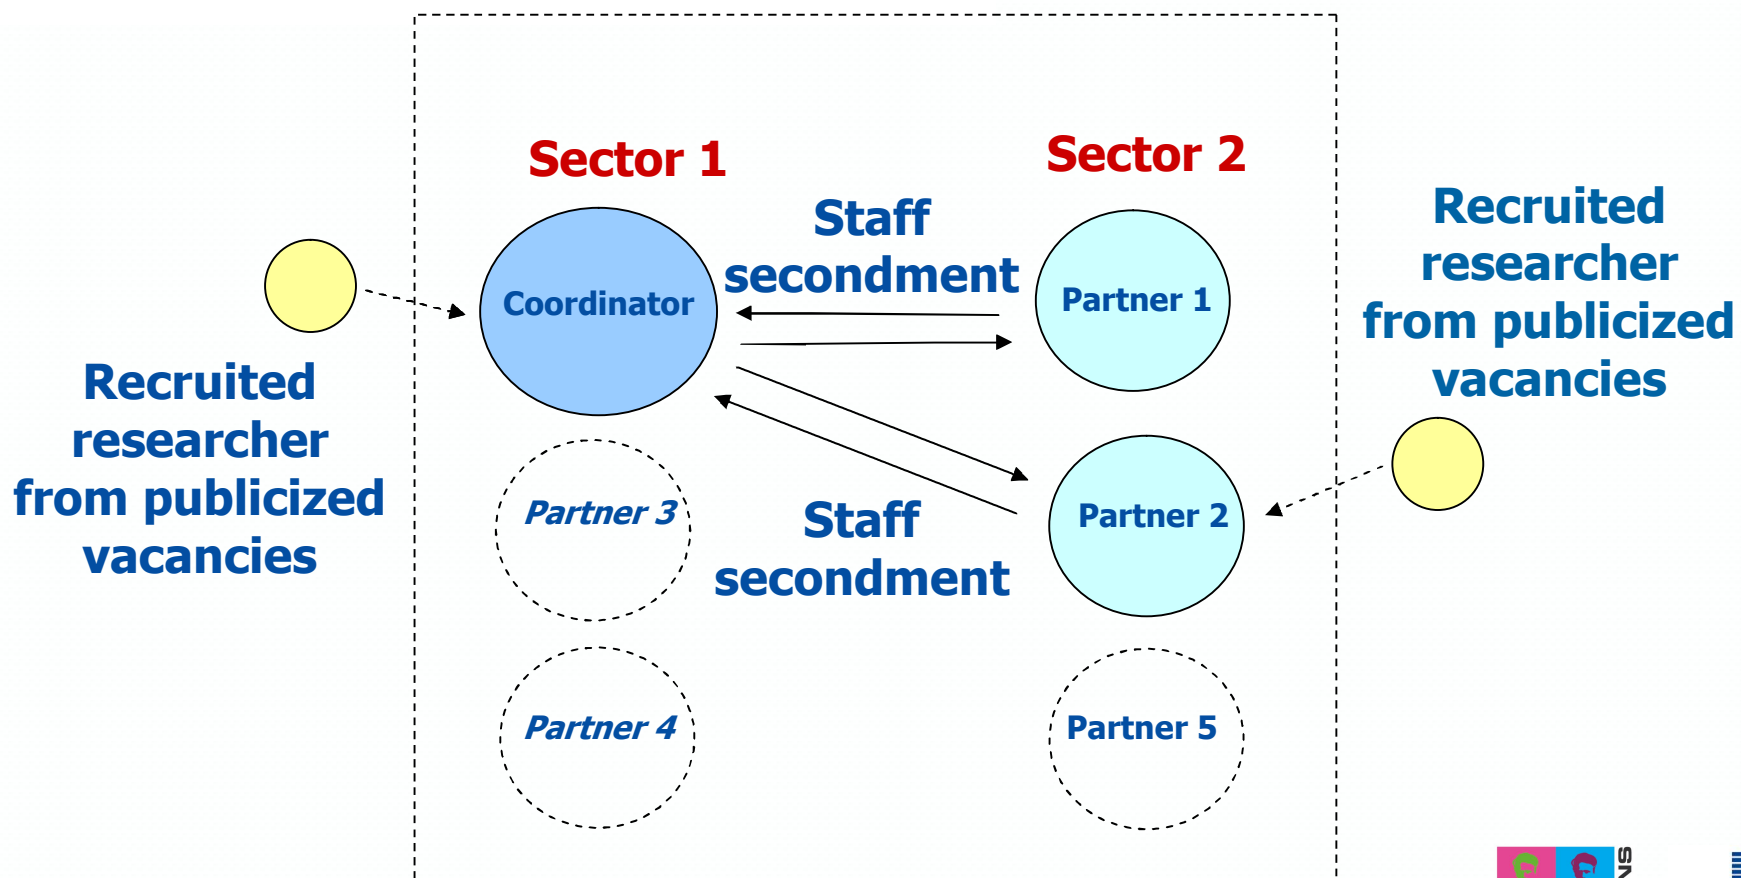 Sector 1
Sector 2
Staff
secondment
Coordinator
Partner 1
Recruited
researcher
from publicized
vacancies
Recruited
researcher
from publicized
vacancies
Partner 3
Staff
secondment
Partner 2
Partner 4
Partner 5